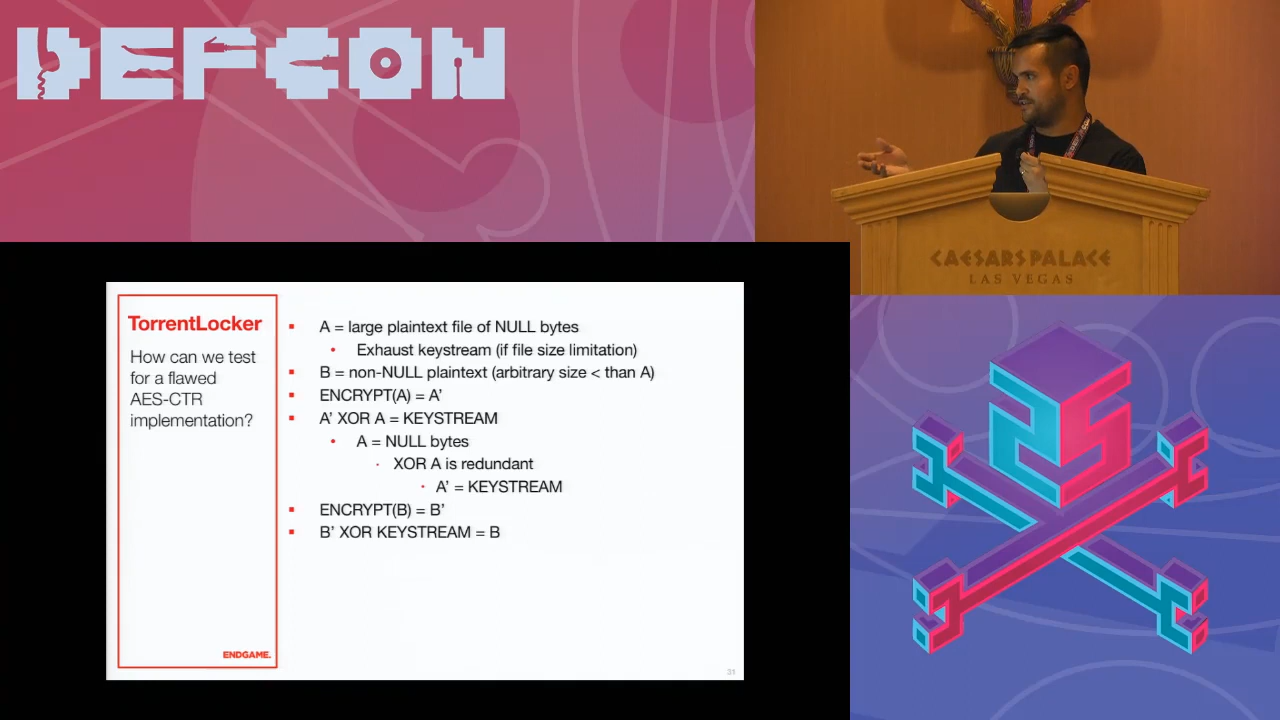 DEFCON
CAESARS PALACE
LAS VEGAS
TorrentLocker
How can we test
for a flawed
AES-CTR
implementation?
ENDGAME.
▪ A = large plaintext file of NULL bytes
• Exhaust keystream (if file size limitation)
▪ B = non-NULL plaintext (arbitrary size < than A)
▪ ENCRYPT(A) = A’
▪ A’ XOR A = KEYSTREAM
• A = NULL bytes
· XOR A is redundant
• A’ = KEYSTREAM
▪ ENCRYPT(B) = B’
▪ B’ XOR KEYSTREAM = B
31